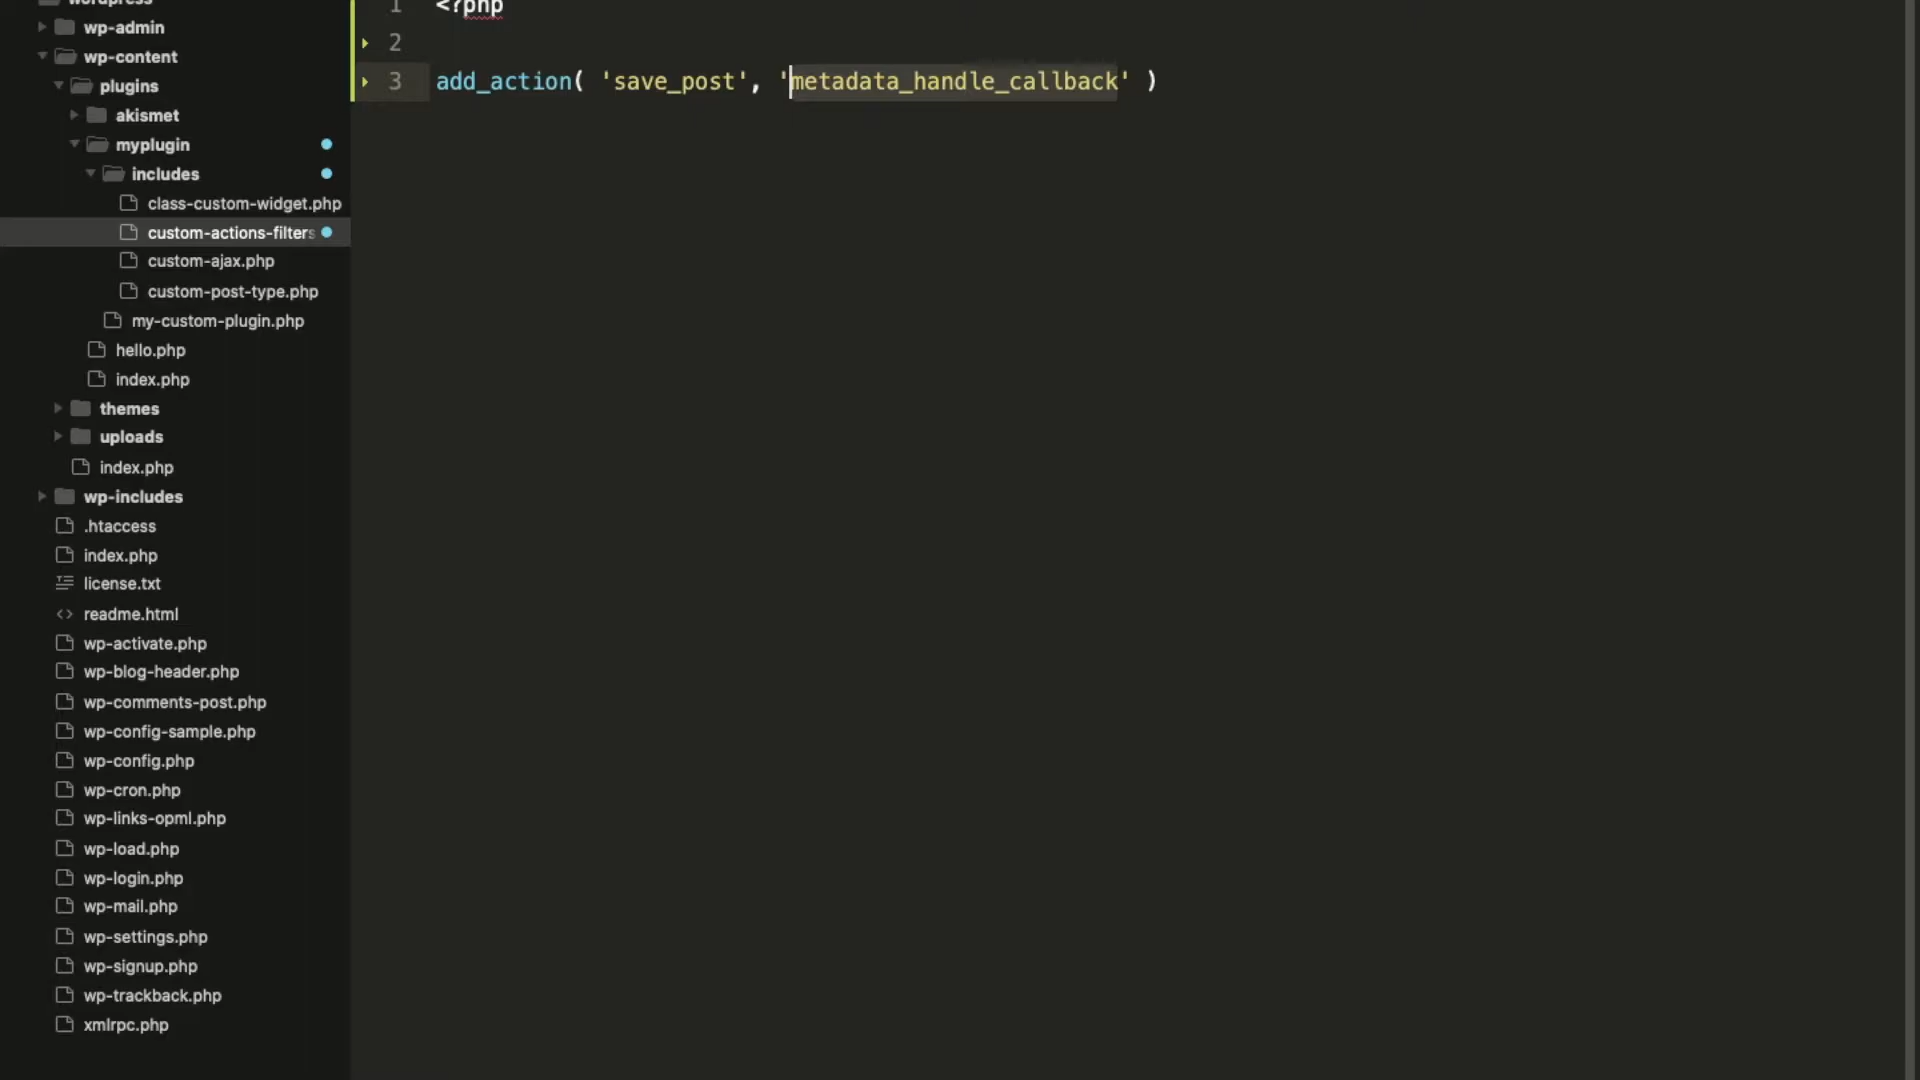 wordpress
wp-admin
wp-content
plugins
akismet
myplugin
includes
class-custom-widget.php
custom-actions-filters
custom-ajax.php
custom-post-type.php
my-custom-plugin.php
hello.php
index.php
themes
uploads
index.php
wp-includes
.htaccess
index.php
license.txt
<> readme.html
wp-activate.php
wp-blog-header.php
wp-comments-post.php
wp-config-sample.php
wp-config.php
wp-cron.php
wp-links-opml.php
wp-load.php
wp-login.php
wp-mail.php
wp-settings.php
wp-signup.php
wp-trackback.php
xmlrpc.php
1 <?php
2
3 add_action( 'save_post', 'metadata_handle_callback' )